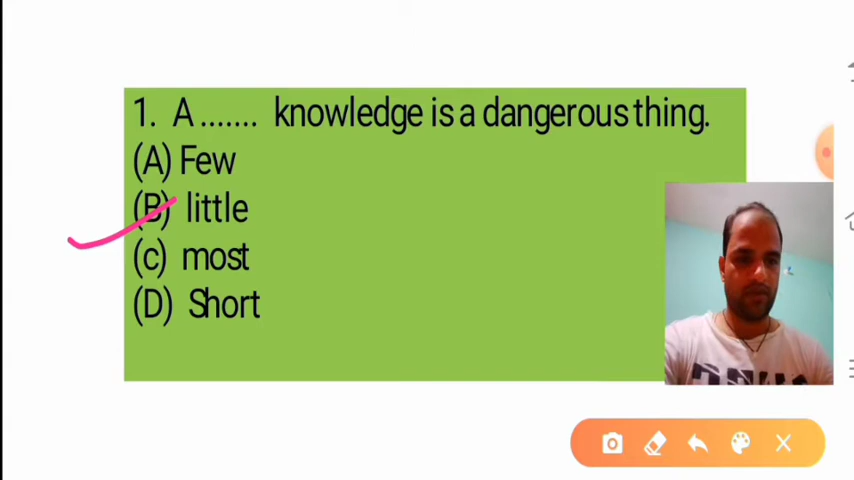 1. A ....... knowledge is a dangerous thing.
(A) Few
(B) little
(c) most
(D) Short